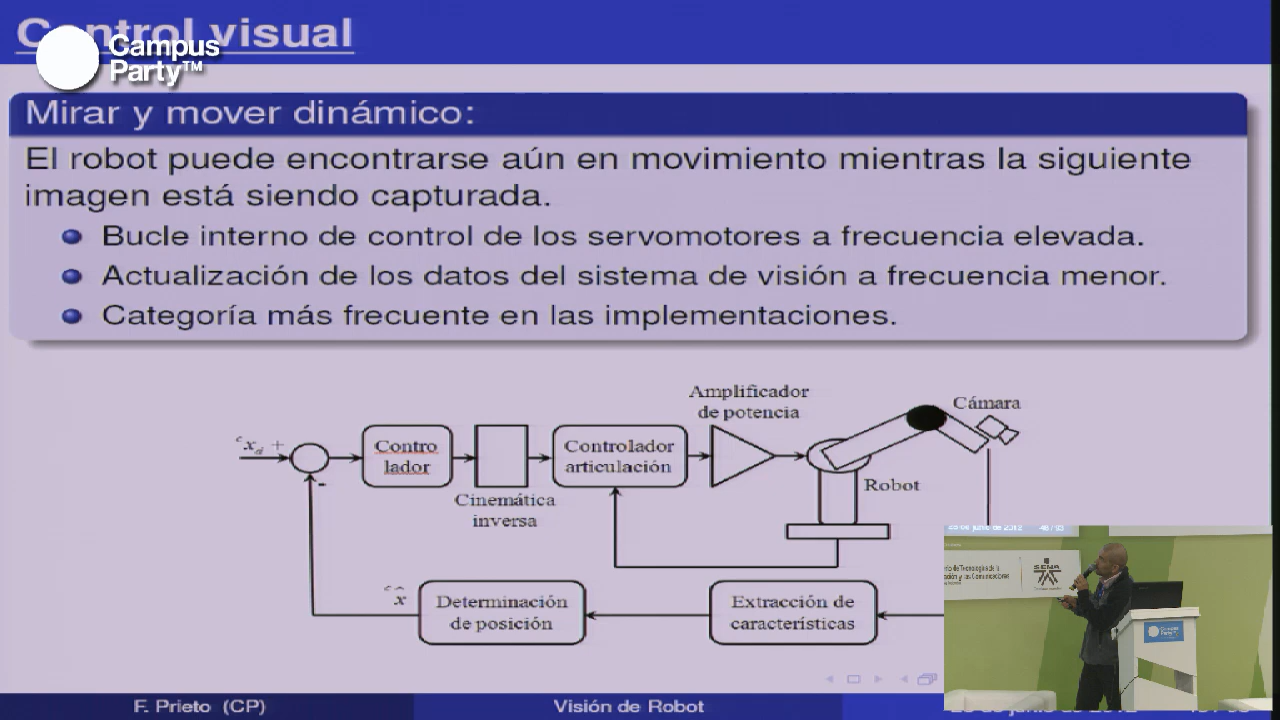 Control visual
Campus
Party™
Mirar y mover dinámico:
El robot puede encontrarse aún en movimiento mientras la siguiente
imagen está siendo capturada.
Bucle interno de control de los servomotores a frecuencia elevada.
Actualización de los datos del sistema de visión a frecuencia menor.
Categoría más frecuente en las implementaciones.
Amplificador
de potencia
Cámara
Contro
lador
Controlador
articulación
Cinemática
inversa
Robot
Determinación
de posición
Extracción de
características
SENA
Campus
Party
F. Prieto (CP)
Visión de Robot